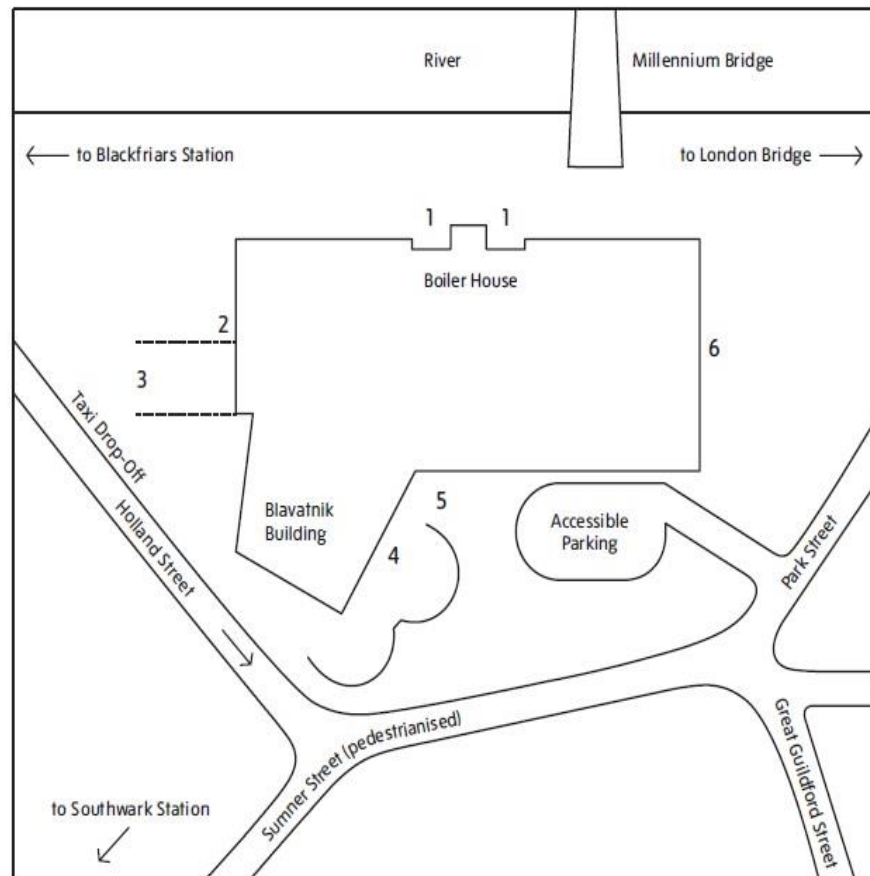 River
Millennium Bridge
to Blackfriars Station
to London Bridge
1
1
Boiler House
2
6
3
Taxi Drop-Off
5
Blavatnik
Building
Accessible
Parking
Holland Street
4
Park Street
Sumner Street (pedestrianised)
Great Guildford Street
to Southwark Station